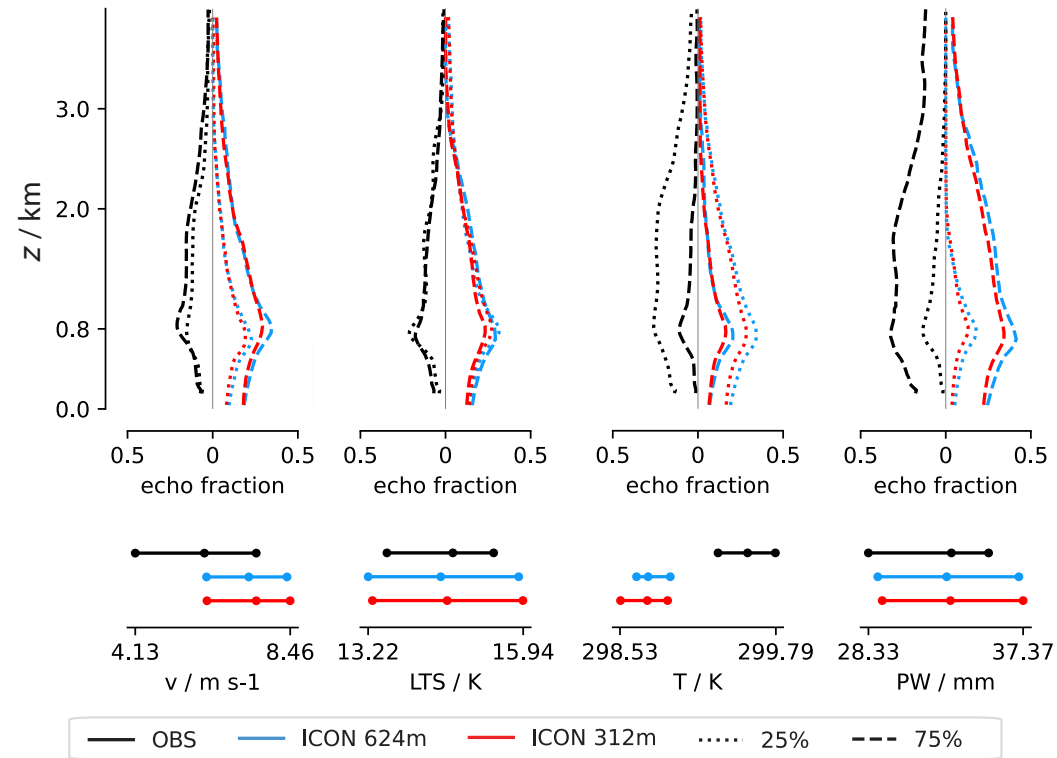 z / km
3.0
2.0
0.8
0.0
0.5 0 0.5 0.5 0 0.5 0.5 0 0.5 0.5 0 0.5
echo fraction echo fraction echo fraction echo fraction
4.13 8.46 13.22 15.94 298.53 299.79 28.33 37.37
v / m s-1 LTS / K T / K PW / mm
OBS ICON 624m ICON 312m 25% 75%